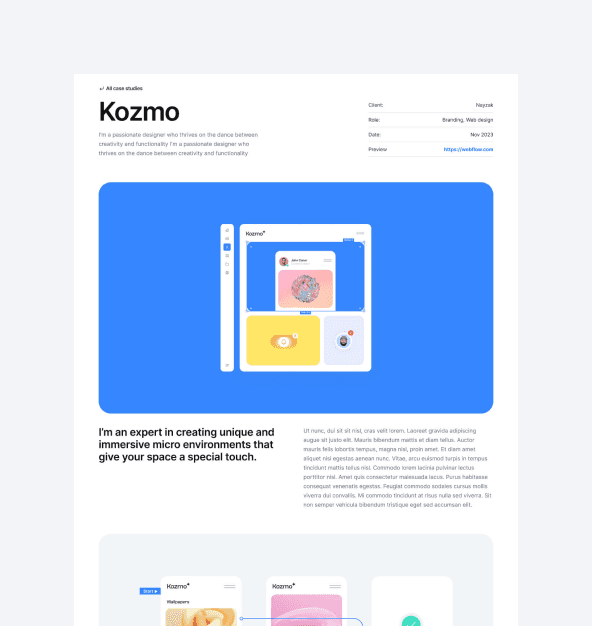 ↵ All case studies
Kozmo
I'm a passionate designer who thrives on the dance between
creativity and functionality I'm a passionate designer who
thrives on the dance between creativity and functionality
Client: Nayzak
Role: Branding, Web design
Date: Nov 2023
Preview https://webflow.com
Kozmo
I'm an expert in creating unique and
immersive micro environments that
give your space a special touch.
Ut nunc, dui sit sit nisl, cras velit lorem. Laoreet gravida adipiscing
augue sit justo elit. Mauris bibendum mattis et diam tellus. Auctor
mauris felis lobortis tempus, magna nisl, proin amet. Et diam amet
aliquet nisi egestas aenean nunc. Vitae, arcu euismod turpis in tempus
tincidunt mattis tellus nisi. Commodo lorem lacinia pulvinar lectus
porttitor nisl. Amet quis consectetur malesuada lacus. Purus habitasse
consequat venenatis egestas. Feugiat commodo sodales cursus mollis
viverra dui convallis. Mi commodo tincidunt at risus nulla sed viverra. Sit
non semper vehicula bibendum tristique eget sed accumsan elit.
Start
Kozmo
Wallpapers
Kozmo